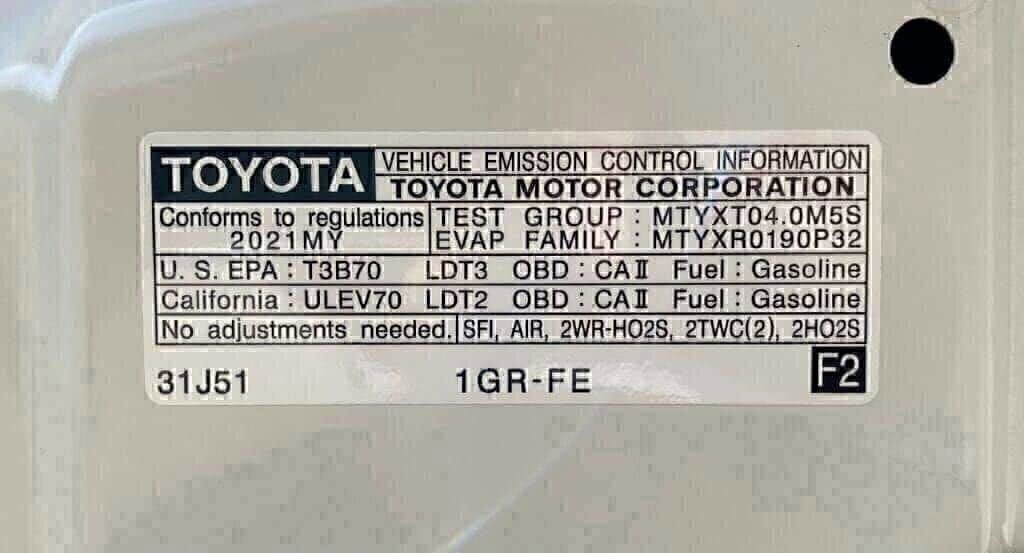 TOYOTA VEHICLE EMISSION CONTROL INFORMATION
TOYOTA MOTOR CORPORATION
Conforms to regulations TEST GROUP : MTYXT04.0M5S
2021MY EVAP FAMILY : MTYXR0190P32
U. S. EPA : T3B70 LDT3 OBD : CAⅡ Fuel : Gasoline
California : ULEV70 LDT2 OBD : CAⅡ Fuel : Gasoline
No adjustments needed. SFI, AIR, 2WR-HO2S, 2TWC(2), 2HO2S
31J51 1GR-FE F2